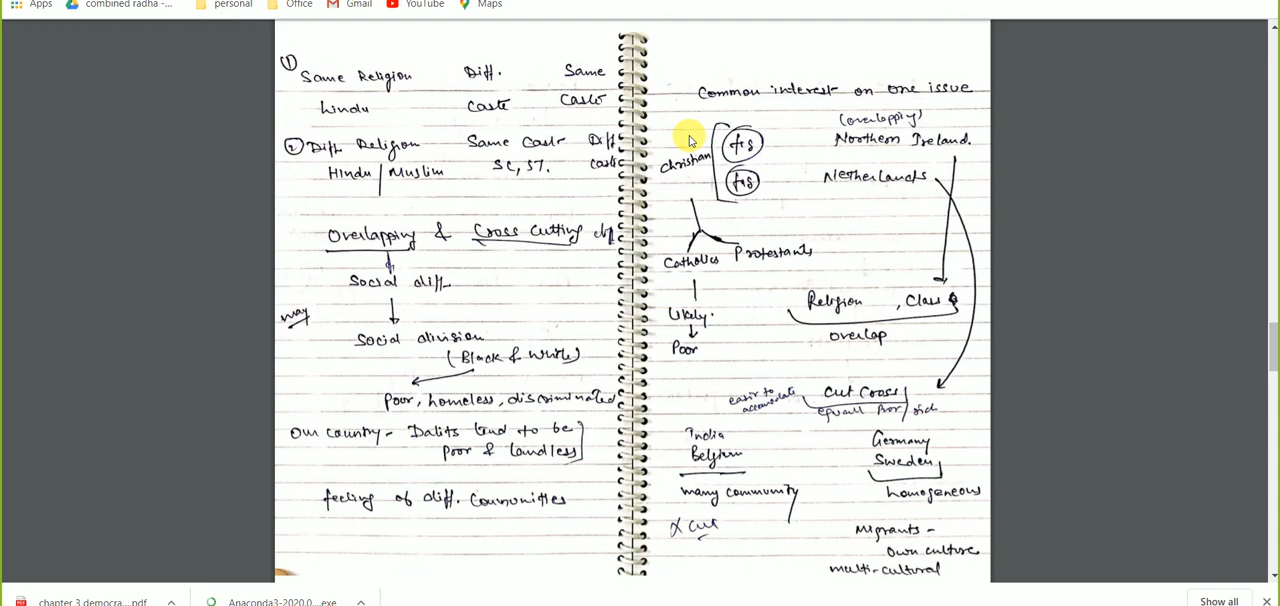 Apps combined radha -... personal Office Gmail YouTube Maps
①
Same Religion Diff. Same
Hindu Caste Caste
② Diff Religion Same Caste Diff
Hindu / Muslim SC, ST. caste
Overlapping & Cross cutting
Social diff
may
Social division
(Black & White)
Poor, homeless, discriminated
Our country - Dalits tend to be
poor & landless
feeling of diff. Communities
Common interest on one issue
(overlapping)
Northern Ireland.
Christian
Netherlands
Catholics Protestants
likely.
Poor
Religion , Class
overlap
easier to
accomodate
Cut Cross
equall Poor / rich
India
Belgium
many community
X cut
Germany
Sweden
homogeneous
Migrants -
own culture
multi-cultural
chapter 3 democra....pdf Anaconda3-2020.0....exe Show all